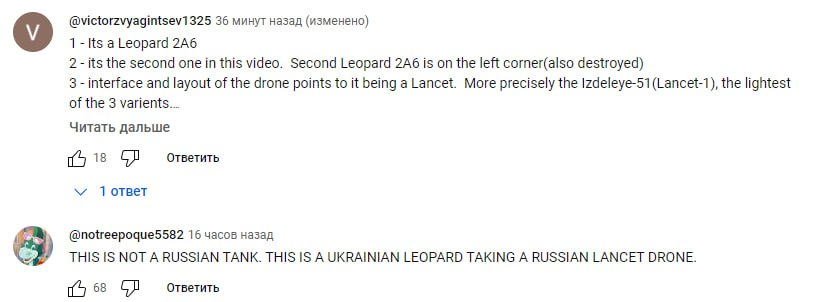 V
@victorzvyagintsev1325 36 минут назад (изменено)
1 - Its a Leopard 2A6
2 - its the second one in this video. Second Leopard 2A6 is on the left corner(also destroyed)
3 - interface and layout of the drone points to it being a Lancet. More precisely the Izdeleye-51(Lancet-1), the lightest
of the 3 varients...
Читать дальше
18 Ответить
1 ответ
@notreepoque5582 16 часов назад
THIS IS NOT A RUSSIAN TANK. THIS IS A UKRAINIAN LEOPARD TAKING A RUSSIAN LANCET DRONE.
68 Ответить